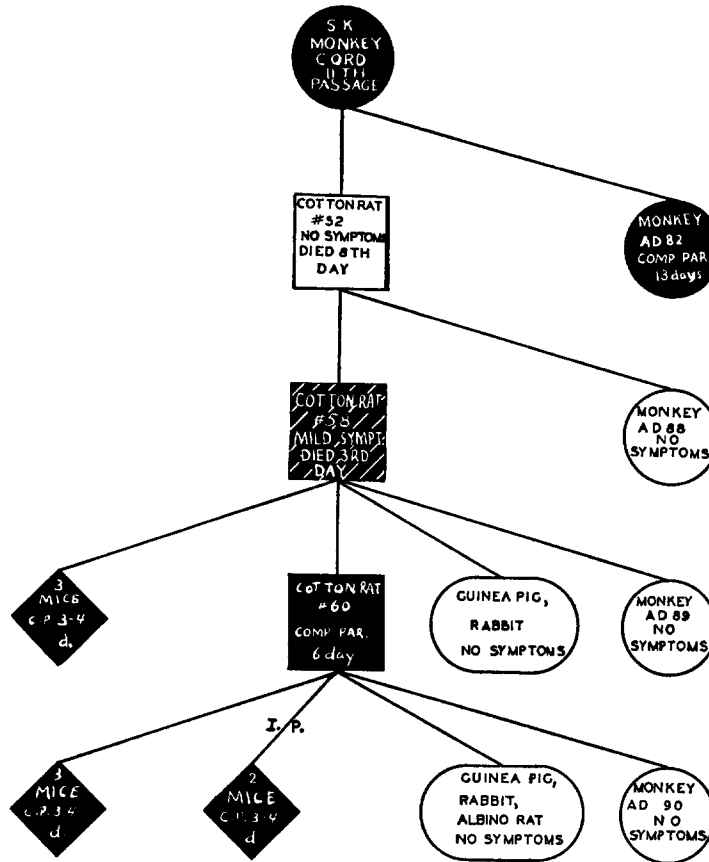 SK
MONKEY
CORD
11TH
PASSAGE
COTTON RAT
#52
NO SYMPTOMS
DIED 8TH
DAY
MONKEY
AD 82
COMP PAR.
13 days
COTTON RAT
#58
MILD SYMPT.
DIED 3RD
DAY
MONKEY
AD 88
NO
SYMPTOMS
3
MICE
C.P. 3-4
d.
COTTON RAT
#60
COMP PAR.
6 day
GUINEA PIG,
RABBIT
NO SYMPTOMS
MONKEY
AD 89
NO
SYMPTOMS
I. P.
3
MICE
C.P. 3-4
d.
2
MICE
C.P. 3-4
d
GUINEA PIG,
RABBIT,
ALBINO RAT
NO SYMPTOMS
MONKEY
AD 90
NO
SYMPTOMS